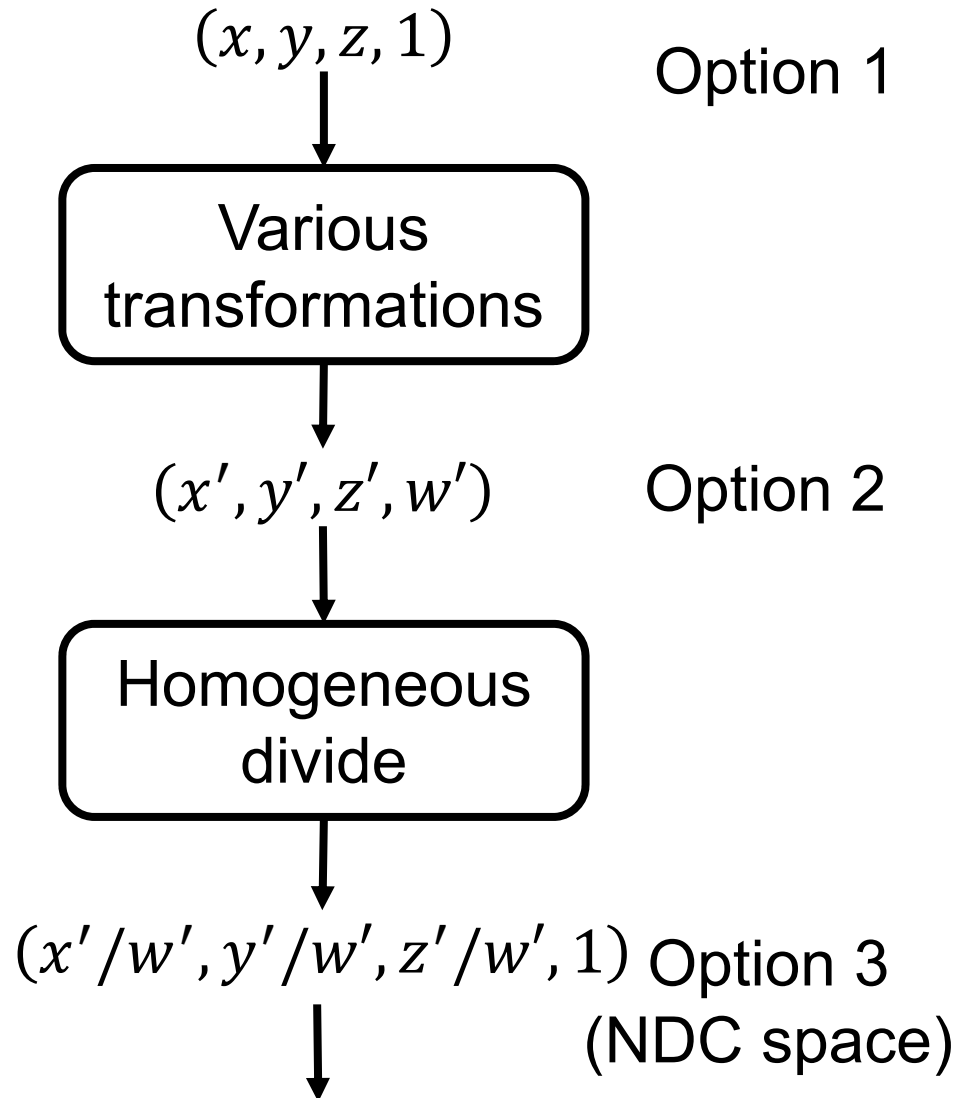 (x, y, z, 1)
Option 1
Various
transformations
(x′, y′, z′, w′)
Option 2
Homogeneous
divide
(x′/w′, y′/w′, z′/w′, 1)
Option 3
(NDC space)